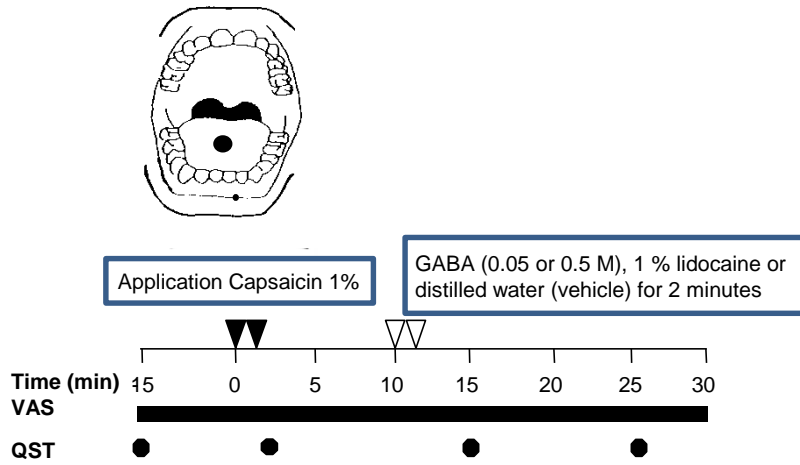 Application Capsaicin 1%
GABA (0.05 or 0.5 M), 1 % lidocaine or
distilled water (vehicle) for 2 minutes
Time (min) -15 0 5 10 15 20 25 30
VAS
QST